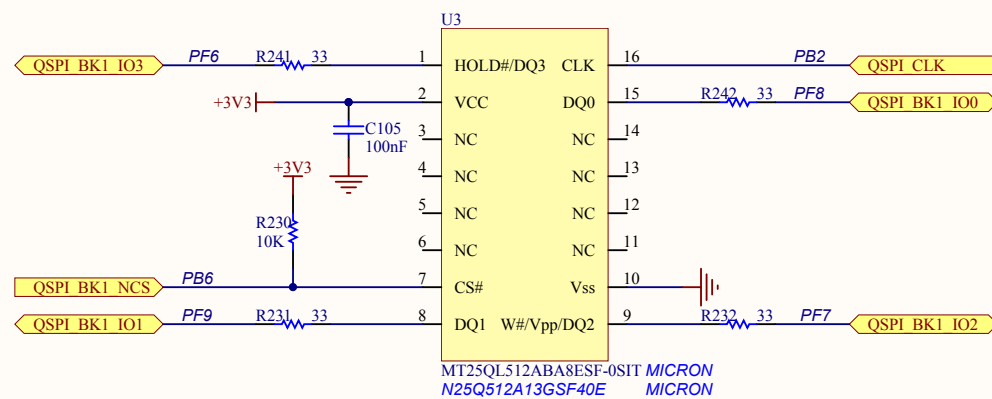 U3
QSPI_BK1_IO3 PF6 R241 33 1 HOLD#/DQ3 CLK 16 PB2 QSPI_CLK
+3V3 2 VCC DQ0 15 R242 33 PF8 QSPI_BK1_IO0
C105
100nF
3 NC NC 14
+3V3
4 NC NC 13
R230
10K
5 NC NC 12
6 NC NC 11
QSPI_BK1_NCS PB6 7 CS# Vss 10
QSPI_BK1_IO1 PF9 R231 33 8 DQ1 W#/Vpp/DQ2 9 R232 33 PF7 QSPI_BK1_IO2
MT25QL512ABA8ESF-0SIT MICRON
N25Q512A13GSF40E MICRON